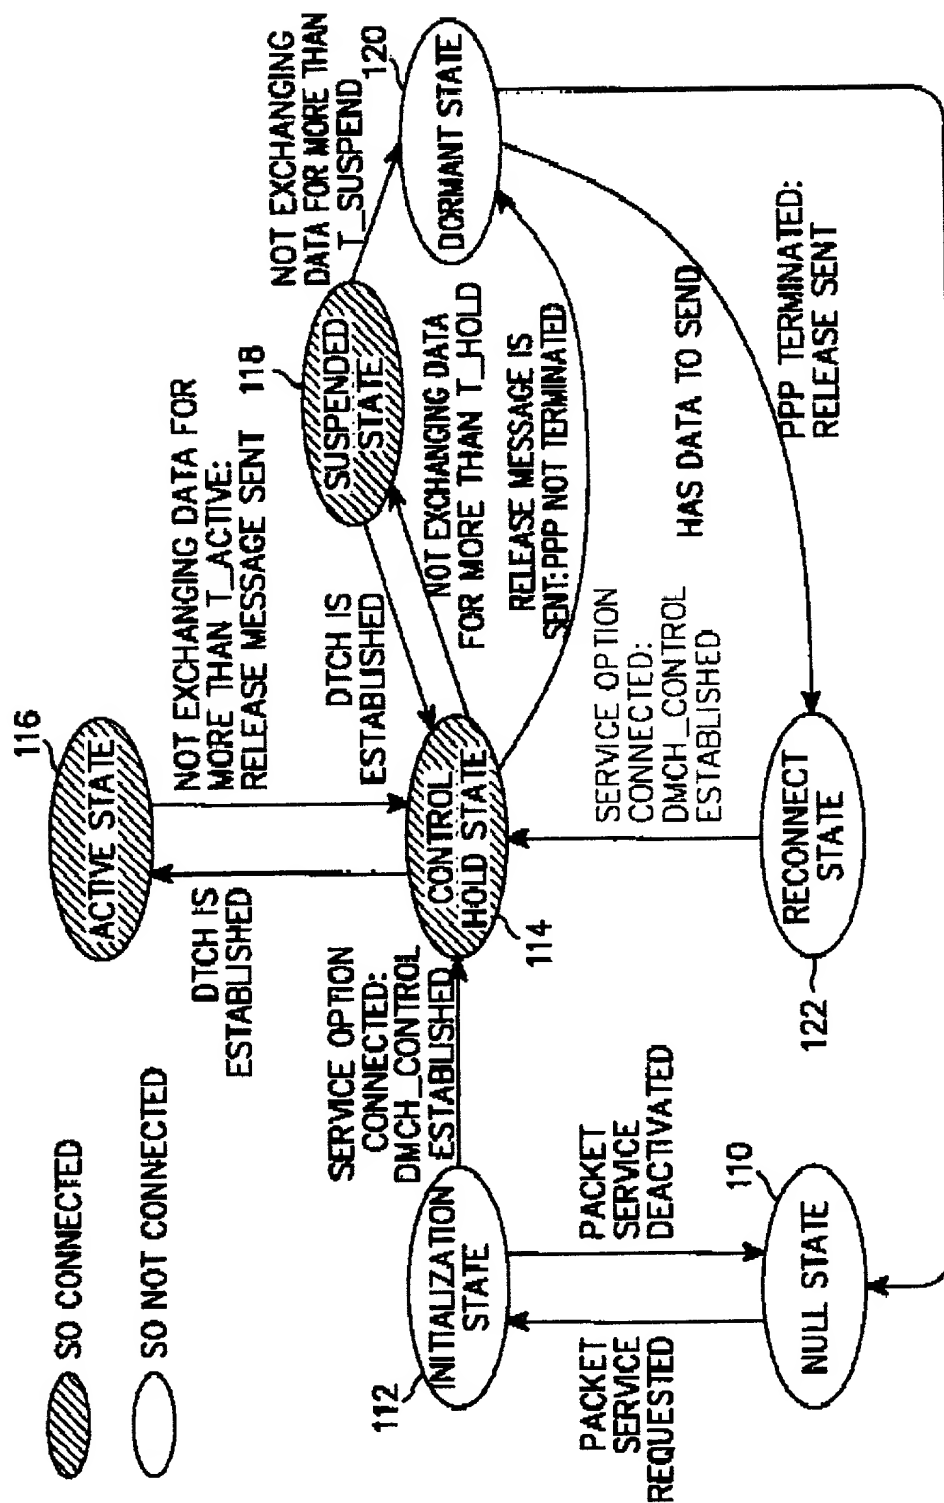 SO CONNECTED
SO NOT CONNECTED
116
ACTIVE STATE
DTCH IS
ESTABLISHED
NOT EXCHANGING DATA FOR
MORE THAN T_ACTIVE:
RELEASE MESSAGE SENT
118
SUSPENDED
STATE
NOT EXCHANGING
DATA FOR MORE THAN
T_SUSPEND
120
DORMANT STATE
DTCH IS
ESTABLISHED
NOT EXCHANGING DATA
FOR MORE THAN T_HOLD
RELEASE MESSAGE IS
SENT:PPP NOT TERMINATED
CONTROL
HOLD STATE
114
SERVICE OPTION
CONNECTED:
DMCH_CONTROL
ESTABLISHED
112
INITIALIZATION
STATE
PACKET
SERVICE
REQUESTED
PACKET
SERVICE
DEACTIVATED
110
NULL STATE
SERVICE OPTION
CONNECTED:
DMCH_CONTROL
ESTABLISHED
HAS DATA TO SEND
PPP TERMINATED:
RELEASE SENT
122
RECONNECT
STATE